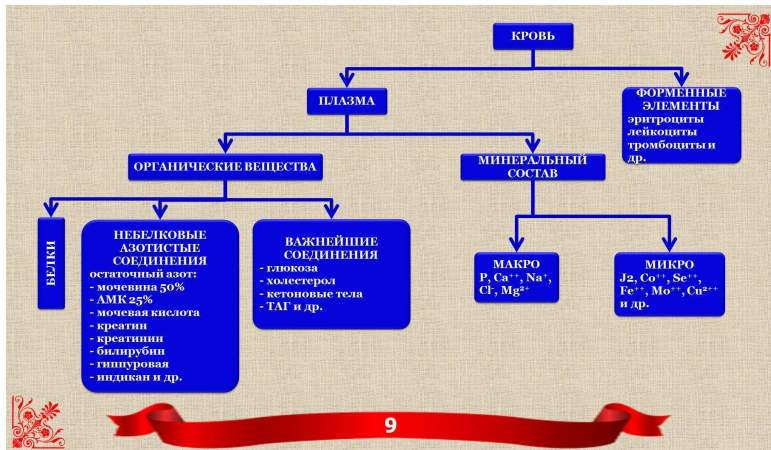 КРОВЬ
ПЛАЗМА
ФОРМЕННЫЕ
ЭЛЕМЕНТЫ
эритроциты
лейкоциты
тромбоциты и
др.
ОРГАНИЧЕСКИЕ ВЕЩЕСТВА
МИНЕРАЛЬНЫЙ
СОСТАВ
БЕЛКИ
НЕБЕЛКОВЫЕ
АЗОТИСТЫЕ
СОЕДИНЕНИЯ
остаточный азот:
- мочевина 50%
- АМК 25%
- мочевая кислота
- креатин
- креатинин
- билирубин
- гиппуровая
- индикан и др.
ВАЖНЕЙШИЕ
СОЕДИНЕНИЯ
- глюкоза
- холестерол
- кетоновые тела
- ТАГ и др.
МАКРО
P, Ca⁺⁺, Na⁺,
Cl⁻, Mg²⁺
МИКРО
J2, Co⁺⁺, Se⁺⁺,
Fe⁺⁺, Mo⁺⁺, Cu²⁺⁺
и др.
9